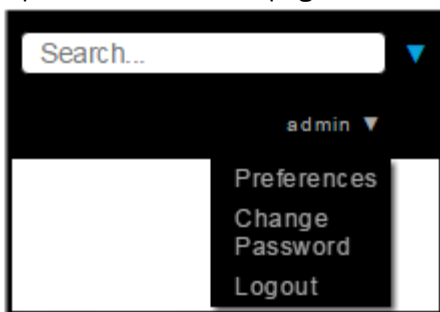 Search...
admin ▼
Preferences
Change
Password
Logout